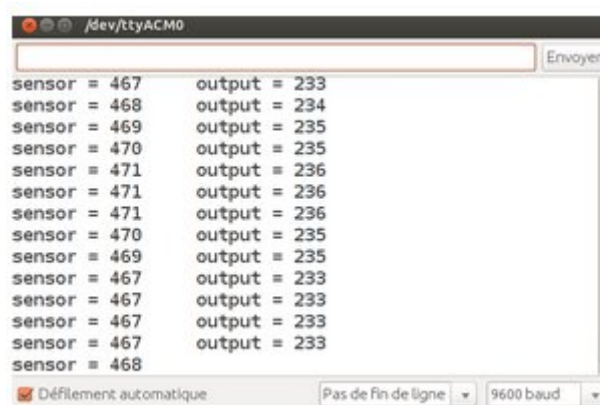 /dev/ttyACM0
Envoyer
sensor = 467 output = 233
sensor = 468 output = 234
sensor = 469 output = 235
sensor = 470 output = 235
sensor = 471 output = 236
sensor = 471 output = 236
sensor = 471 output = 236
sensor = 470 output = 235
sensor = 469 output = 235
sensor = 467 output = 233
sensor = 467 output = 233
sensor = 467 output = 233
sensor = 467 output = 233
sensor = 468
Défilement automatique Pas de fin de ligne 9600 baud